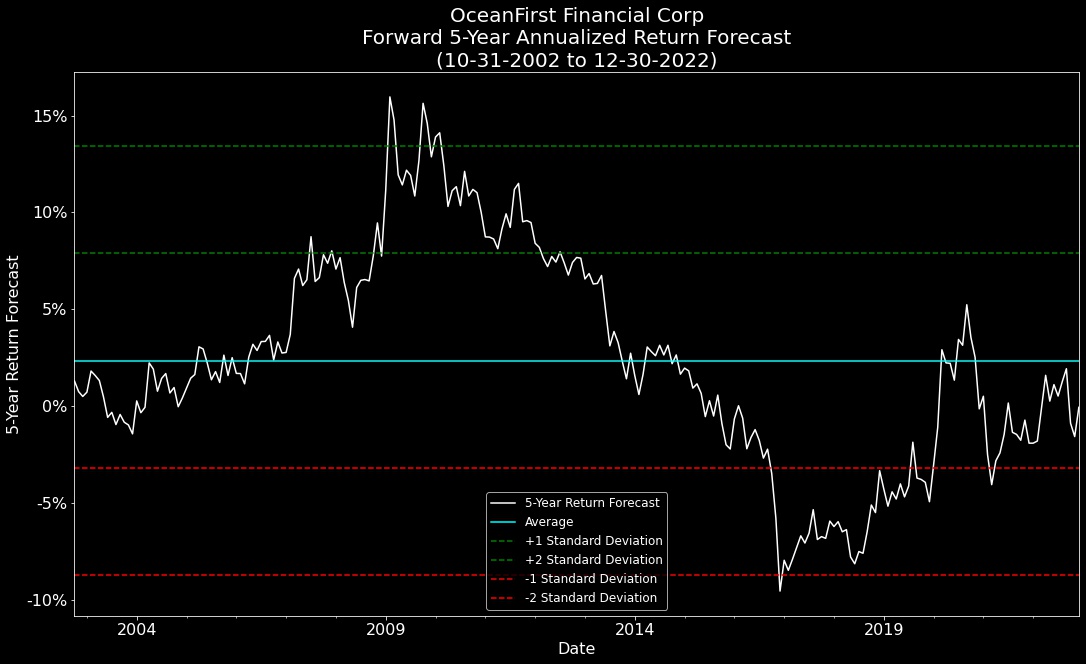 OceanFirst Financial Corp
Forward 5-Year Annualized Return Forecast
(10-31-2002 to 12-30-2022)
5-Year Return Forecast
15%
10%
5%
0%
-5%
-10%
5-Year Return Forecast
Average
+1 Standard Deviation
+2 Standard Deviation
-1 Standard Deviation
-2 Standard Deviation
2004 2009 2014 2019
Date